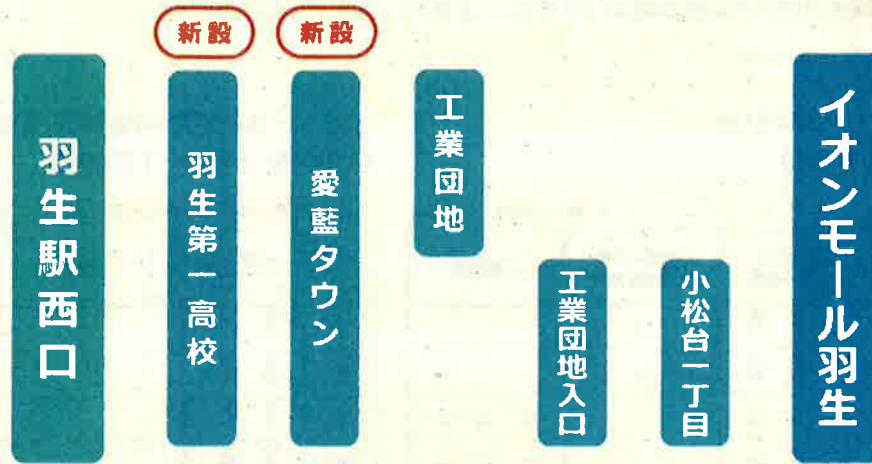 新設
新設
羽生駅西口
羽生第一高校
愛藍タウン
工業団地
工業団地入口
小松台一丁目
イオンモール羽生